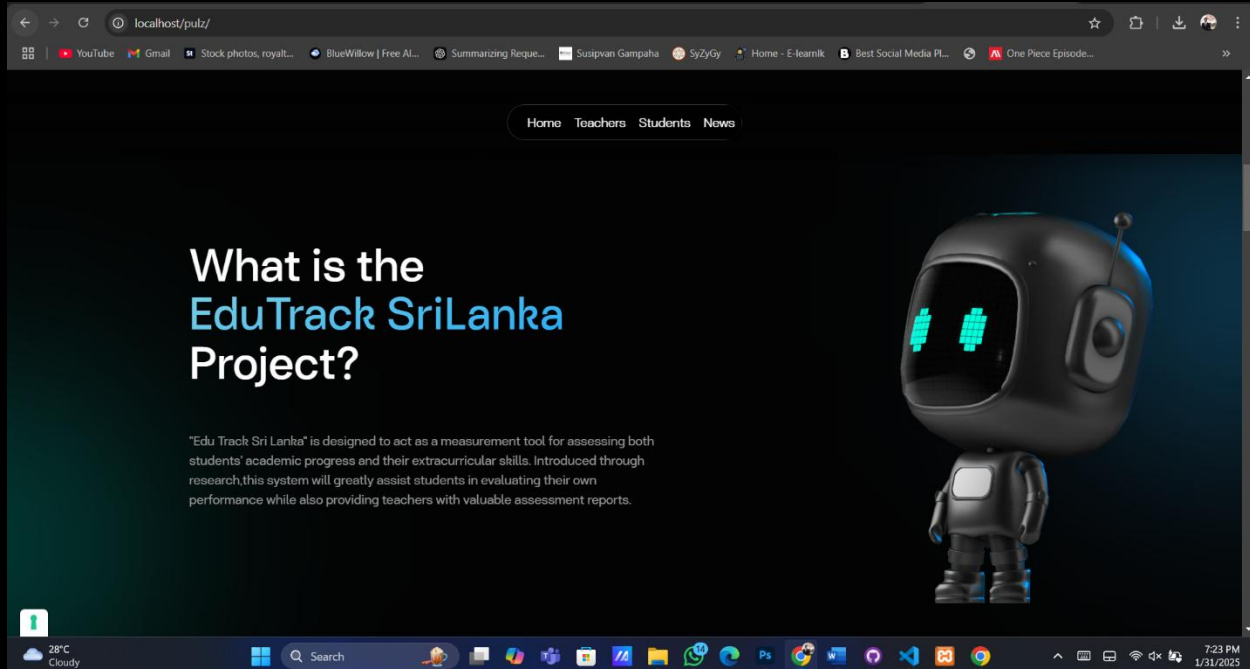 localhost/pulz/
YouTube Gmail Stock photos, royalt... BlueWillow | Free AI... Summarizing Reque... Susipvan Gampaha SyZyGy Home - E-learnlk Best Social Media Pl... One Piece Episode...
Home Teachers Students News
What is the
EduTrack SriLanka
Project?
"Edu Track Sri Lanka" is designed to act as a measurement tool for assessing both
students' academic progress and their extracurricular skills. Introduced through
research,this system will greatly assist students in evaluating their own
performance while also providing teachers with valuable assessment reports.
28°C
Cloudy
Search
14
Ps
7:23 PM
1/31/2025